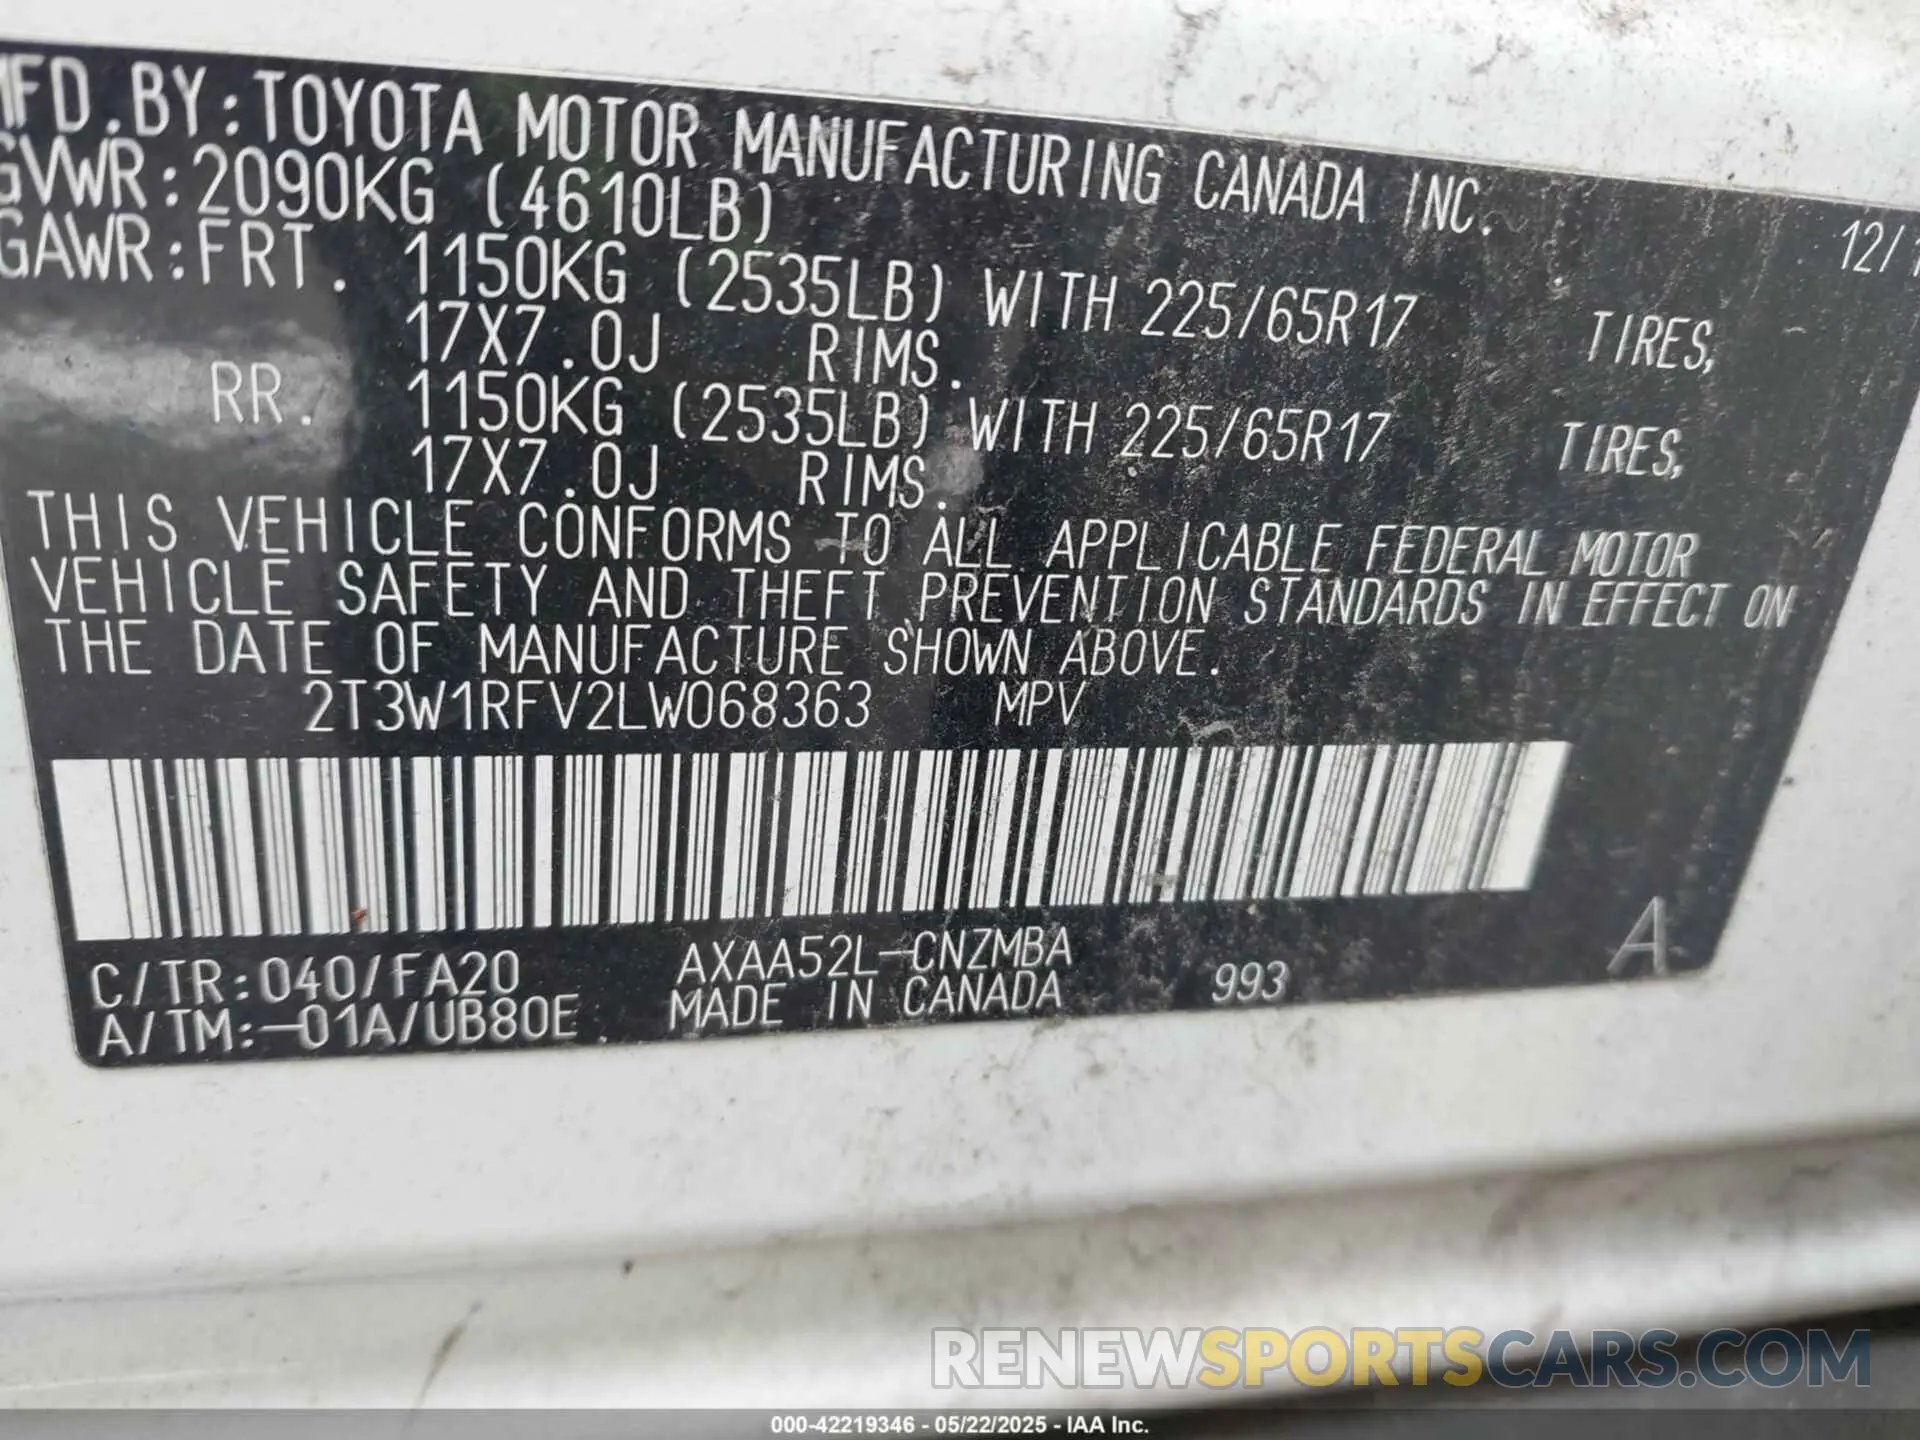 MFD.BY:TOYOTA MOTOR MANUFACTURING CANADA INC. 12/1
GVWR:2090KG (4610LB)
GAWR:FRT. 1150KG (2535LB) WITH 225/65R17 TIRES,
17X7.0J RIMS.
RR. 1150KG (2535LB) WITH 225/65R17 TIRES,
17X7.0J RIMS.
THIS VEHICLE CONFORMS TO ALL APPLICABLE FEDERAL MOTOR
VEHICLE SAFETY AND THEFT PREVENTION STANDARDS IN EFFECT ON
THE DATE OF MANUFACTURE SHOWN ABOVE.
2T3W1RFV2LW068363 MPV
C/TR:040/FA20 AXAA52L-CNZMBA
A/TM:-01A/UB80E MADE IN CANADA 993 A
RENEWSPORTSCARS.COM
000-42219346 - 05/22/2025 - IAA Inc.